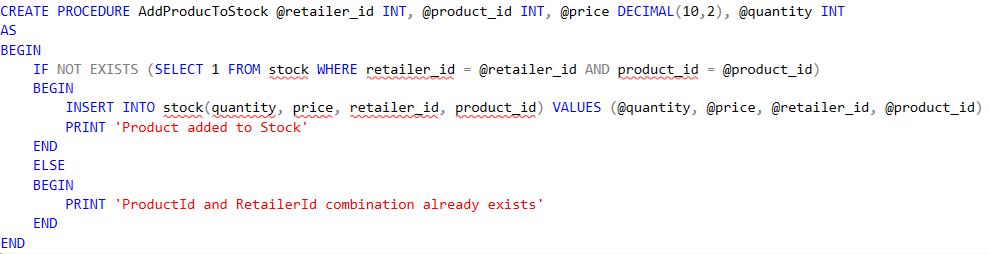 CREATE PROCEDURE AddProducToStock @retailer_id INT, @product_id INT, @price DECIMAL(10,2), @quantity INT
AS
BEGIN
    IF NOT EXISTS (SELECT 1 FROM stock WHERE retailer_id = @retailer_id AND product_id = @product_id)
    BEGIN
        INSERT INTO stock(quantity, price, retailer_id, product_id) VALUES (@quantity, @price, @retailer_id, @product_id)
        PRINT 'Product added to Stock'
    END
    ELSE
    BEGIN
        PRINT 'ProductId and RetailerId combination already exists'
    END
END